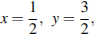 x = 1/2, y = 3/2,